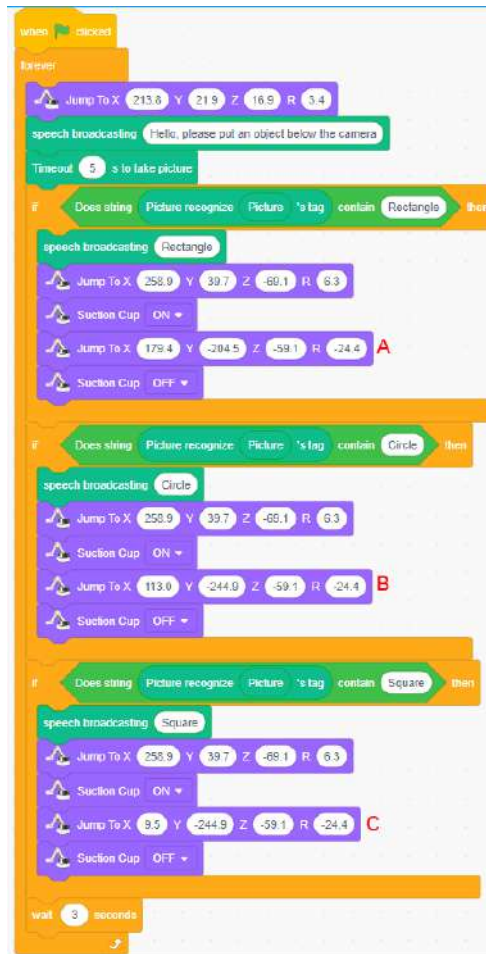 when clicked
forever
Jump To X 213.8 Y 21.9 Z 16.9 R 3.4
speech broadcasting Hello, please put an object below the camera
Timeout 5 s to take picture
if Does string Picture recognize Picture 's tag contain Rectangle then
speech broadcasting Rectangle
Jump To X 258.9 Y 39.7 Z -69.1 R 6.3
Suction Cup ON
Jump To X 179.4 Y -204.5 Z -59.1 R -24.4 A
Suction Cup OFF
if Does string Picture recognize Picture 's tag contain Circle then
speech broadcasting Circle
Jump To X 258.9 Y 39.7 Z -69.1 R 6.3
Suction Cup ON
Jump To X 113.0 Y -244.9 Z -59.1 R -24.4 B
Suction Cup OFF
if Does string Picture recognize Picture 's tag contain Square then
speech broadcasting Square
Jump To X 258.9 Y 39.7 Z -69.1 R 6.3
Suction Cup ON
Jump To X 9.5 Y -244.9 Z -59.1 R -24.4 C
Suction Cup OFF
wait 3 seconds